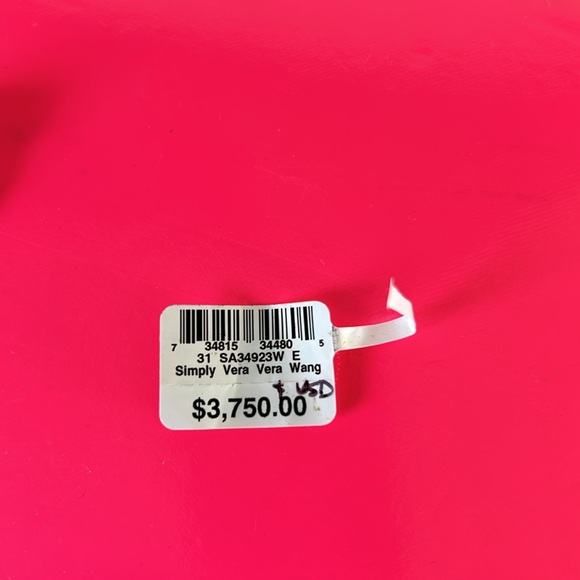 7 34815 34480 5
31 SA34923W E
Simply Vera Vera Wang
USD
$3,750.00